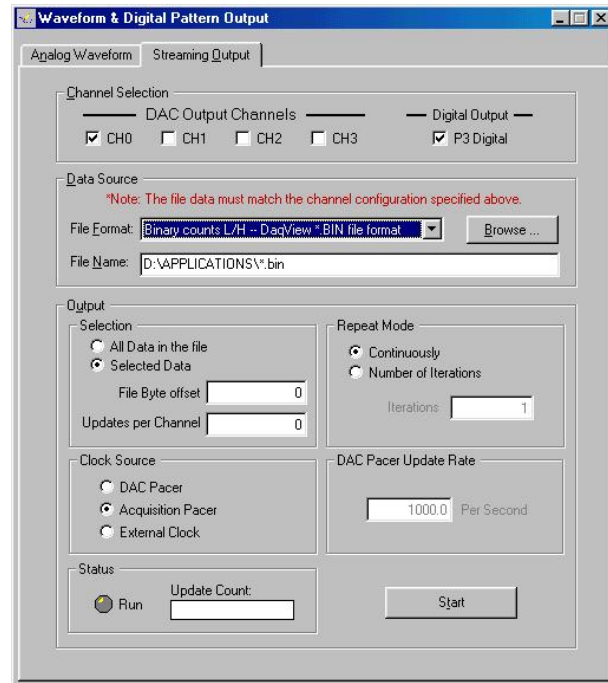 Waveform & Digital Pattern Output
Analog Waveform Streaming Output
Channel Selection
DAC Output Channels Digital Output
CH0 CH1 CH2 CH3 P3 Digital
Data Source
*Note: The file data must match the channel configuration specified above.
File Format: Binary counts L/H -- DaqView *.BIN file format Browse ...
File Name: D:\APPLICATIONS\*.bin
Output
Selection
All Data in the file
Selected Data
File Byte offset 0
Updates per Channel 0
Repeat Mode
Continuously
Number of Iterations
Iterations 1
Clock Source
DAC Pacer
Acquisition Pacer
External Clock
DAC Pacer Update Rate
1000.0 Per Second
Status
Run Update Count:
Start